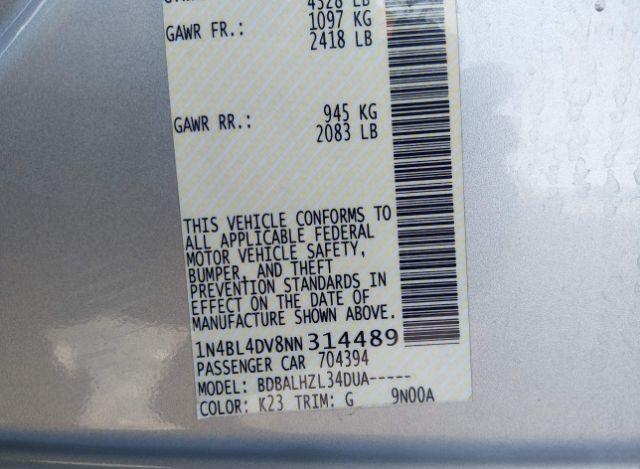 4328 LB
GAWR FR.: 1097 KG
2418 LB
GAWR RR.: 945 KG
2083 LB
THIS VEHICLE CONFORMS TO
ALL APPLICABLE FEDERAL
MOTOR VEHICLE SAFETY,
BUMPER, AND THEFT
PREVENTION STANDARDS IN
EFFECT ON THE DATE OF
MANUFACTURE SHOWN ABOVE.
1N4BL4DV8NN314489
PASSENGER CAR 704394
MODEL: BDBALHZL34DUA-----
COLOR: K23 TRIM: G 9N00A